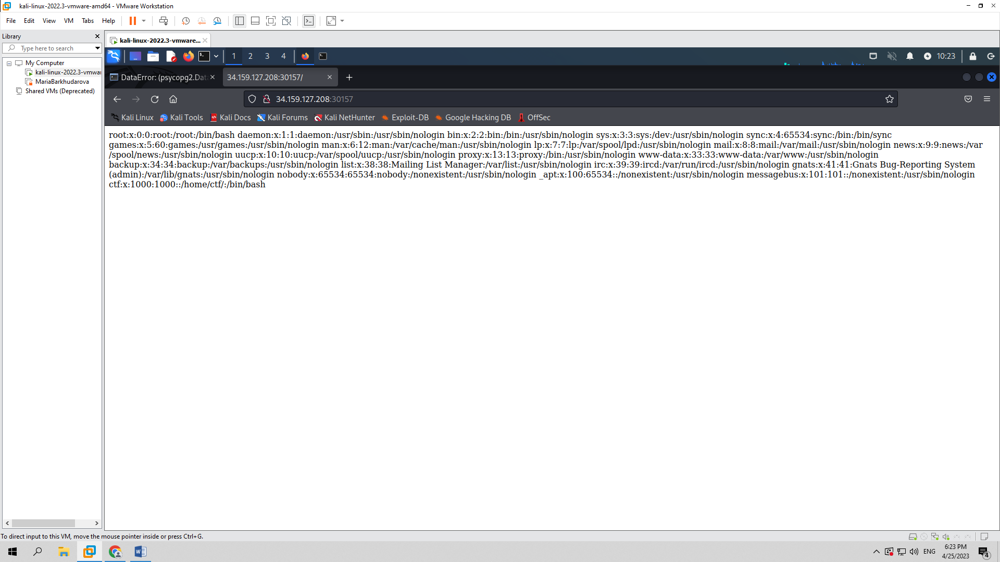 kali-linux-2022.3-vmware-amd64 - VMware Workstation
File Edit View VM Tabs Help
Library
kali-linux-2022.3-vmware...
Type here to search
My Computer
kali-linux-2022.3-vmwar
MariaBarkhudarova
Shared VMs (Deprecated)
1 2 3 4
10:23
DataError: (psycopg2.Dat
34.159.127.208:30157/
34.159.127.208:30157
Kali Linux Kali Tools Kali Docs Kali Forums Kali NetHunter Exploit-DB Google Hacking DB OffSec
root:x:0:0:root:/root:/bin/bash daemon:x:1:1:daemon:/usr/sbin:/usr/sbin/nologin bin:x:2:2:bin:/bin:/usr/sbin/nologin sys:x:3:3:sys:/dev:/usr/sbin/nologin sync:x:4:65534:sync:/bin:/bin/sync
games:x:5:60:games:/usr/games:/usr/sbin/nologin man:x:6:12:man:/var/cache/man:/usr/sbin/nologin lp:x:7:7:lp:/var/spool/lpd:/usr/sbin/nologin mail:x:8:8:mail:/var/mail:/usr/sbin/nologin news:x:9:9:news:/var
/spool/news:/usr/sbin/nologin uucp:x:10:10:uucp:/var/spool/uucp:/usr/sbin/nologin proxy:x:13:13:proxy:/bin:/usr/sbin/nologin www-data:x:33:33:www-data:/var/www:/usr/sbin/nologin
backup:x:34:34:backup:/var/backups:/usr/sbin/nologin list:x:38:38:Mailing List Manager:/var/list:/usr/sbin/nologin irc:x:39:39:ircd:/var/run/ircd:/usr/sbin/nologin gnats:x:41:41:Gnats Bug-Reporting System
(admin):/var/lib/gnats:/usr/sbin/nologin nobody:x:65534:65534:nobody:/nonexistent:/usr/sbin/nologin _apt:x:100:65534::/nonexistent:/usr/sbin/nologin messagebus:x:101:101::/nonexistent:/usr/sbin/nologin
ctf:x:1000:1000::/home/ctf/:/bin/bash
To direct input to this VM, move the mouse pointer inside or press Ctrl+G.
ENG
6:23 PM
4/25/2023
4